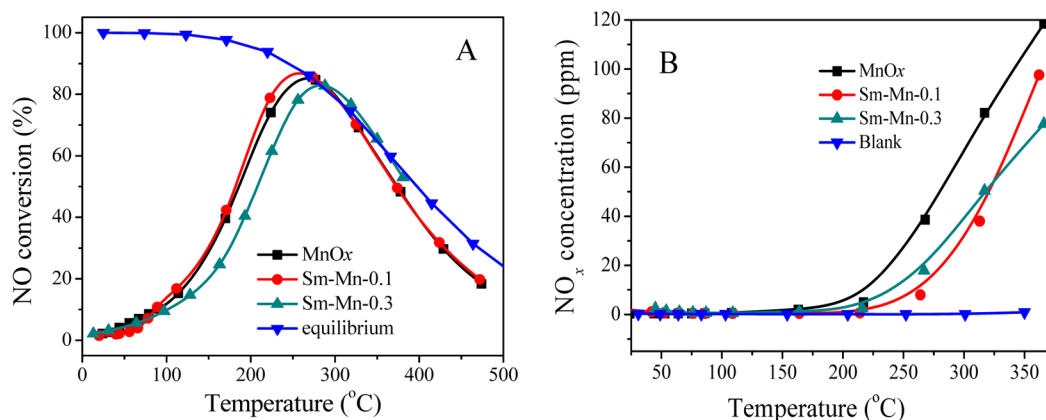 A
NO conversion (%)
100
80
60
40
20
0
MnOx
Sm-Mn-0.1
Sm-Mn-0.3
equilibrium
0 100 200 300 400 500
Temperature (°C)
B
NOx concentration (ppm)
120
100
80
60
40
20
0
MnOx
Sm-Mn-0.1
Sm-Mn-0.3
Blank
50 100 150 200 250 300 350
Temperature (°C)